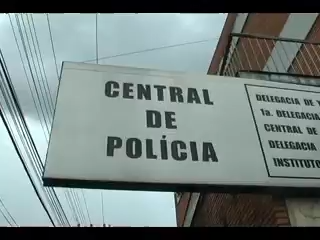 CENTRAL
DE
POLÍCIA
DELEGACIA DE
1a. DELEGACIA
CENTRAL DE
DELEGACIA
INSTITUTO